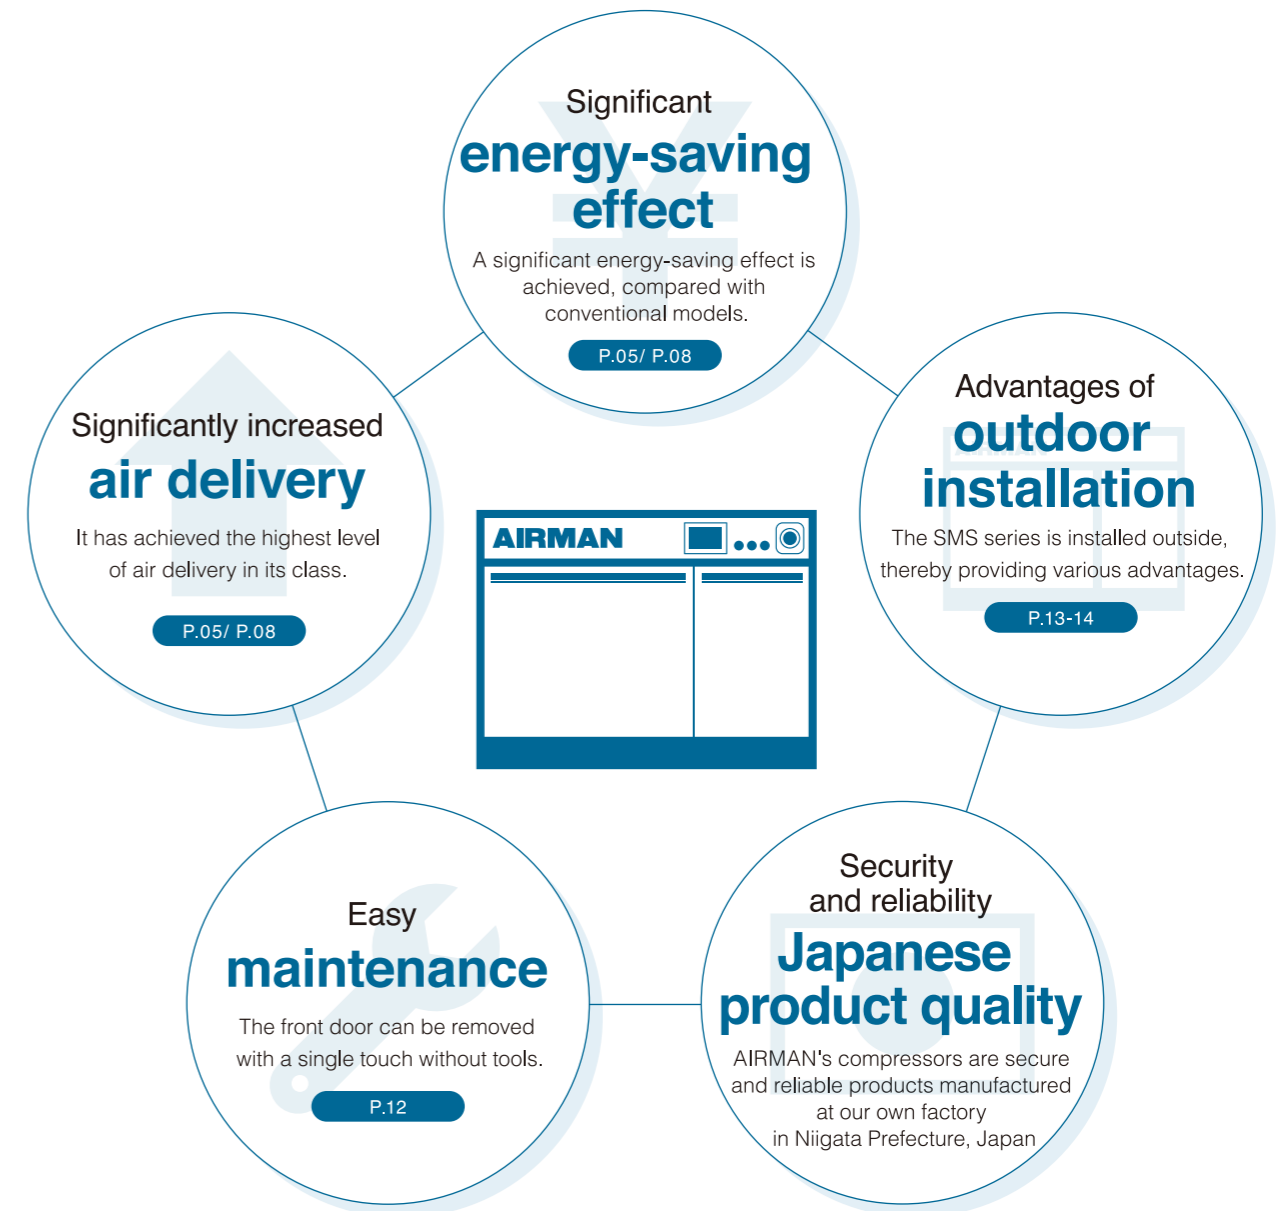 Significant
energy-saving
effect
A significant energy-saving effect is
achieved, compared with
conventional models.
P.05/ P.08
Significantly increased
air delivery
It has achieved the highest level
of air delivery in its class.
P.05/ P.08
Advantages of
outdoor
installation
The SMS series is installed outside,
thereby providing various advantages.
P.13-14
AIRMAN
Easy
maintenance
The front door can be removed
with a single touch without tools.
P.12
Security
and reliability
Japanese
product quality
AIRMAN's compressors are secure
and reliable products manufactured
at our own factory
in Niigata Prefecture, Japan